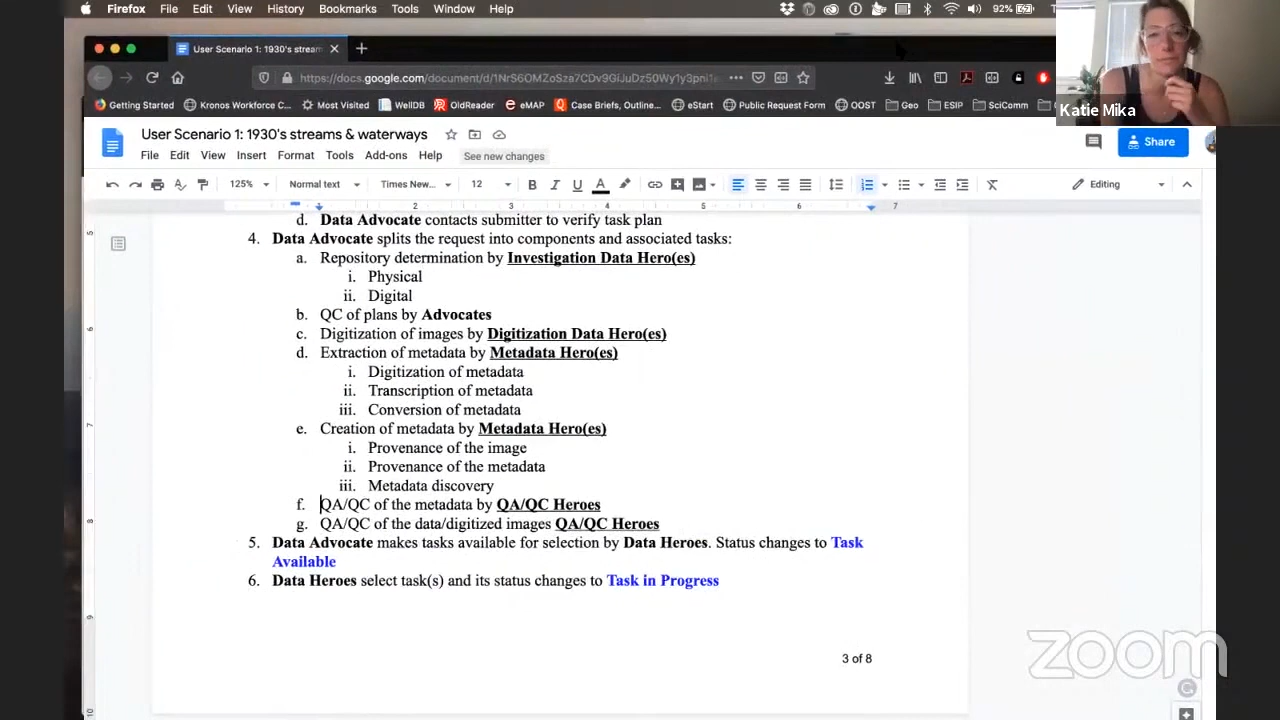 Firefox File Edit View History Bookmarks Tools Window Help 92%
User Scenario 1: 1930's stream
https://docs.google.com/document/d/1NrS6OMZoSza7CDv9GiJuDz50Wy1y3pni1
Getting Started Kronos Workforce C... Most Visited WellDB OldReader eMAP Case Briefs, Outline... eStart Public Request Form OOST Geo ESIP SciComm
Katie Mika
User Scenario 1: 1930's streams & waterways
Share
File Edit View Insert Format Tools Add-ons Help See new changes
125% Normal text Times New... 12 B I U A Editing
2 3 4 5 6 7
d. Data Advocate contacts submitter to verify task plan
4. Data Advocate splits the request into components and associated tasks:
a. Repository determination by Investigation Data Hero(es)
i. Physical
ii. Digital
b. QC of plans by Advocates
c. Digitization of images by Digitization Data Hero(es)
d. Extraction of metadata by Metadata Hero(es)
i. Digitization of metadata
ii. Transcription of metadata
iii. Conversion of metadata
e. Creation of metadata by Metadata Hero(es)
i. Provenance of the image
ii. Provenance of the metadata
iii. Metadata discovery
f. QA/QC of the metadata by QA/QC Heroes
g. QA/QC of the data/digitized images QA/QC Heroes
5. Data Advocate makes tasks available for selection by Data Heroes. Status changes to Task
Available
6. Data Heroes select task(s) and its status changes to Task in Progress
3 of 8
zoom